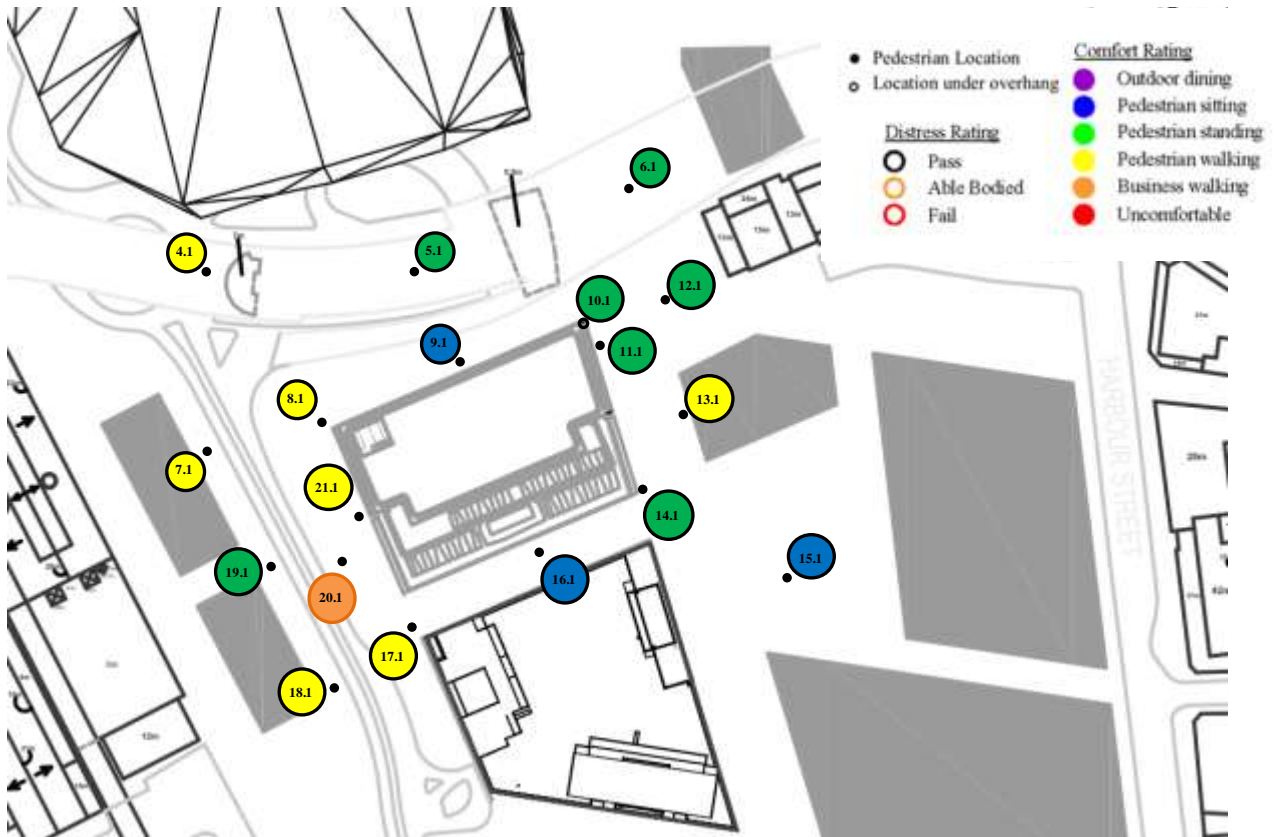 Pedestrian Location
Location under overhang
Distress Rating
Pass
Able Bodied
Fail
Comfort Rating
Outdoor dining
Pedestrian sitting
Pedestrian standing
Pedestrian walking
Business walking
Uncomfortable
6.1
4.1
5.1
12.1
10.1
9.1
11.1
8.1
13.1
7.1
21.1
14.1
19.1
16.1
15.1
20.1
17.1
18.1
HARBOUR STREET
12m